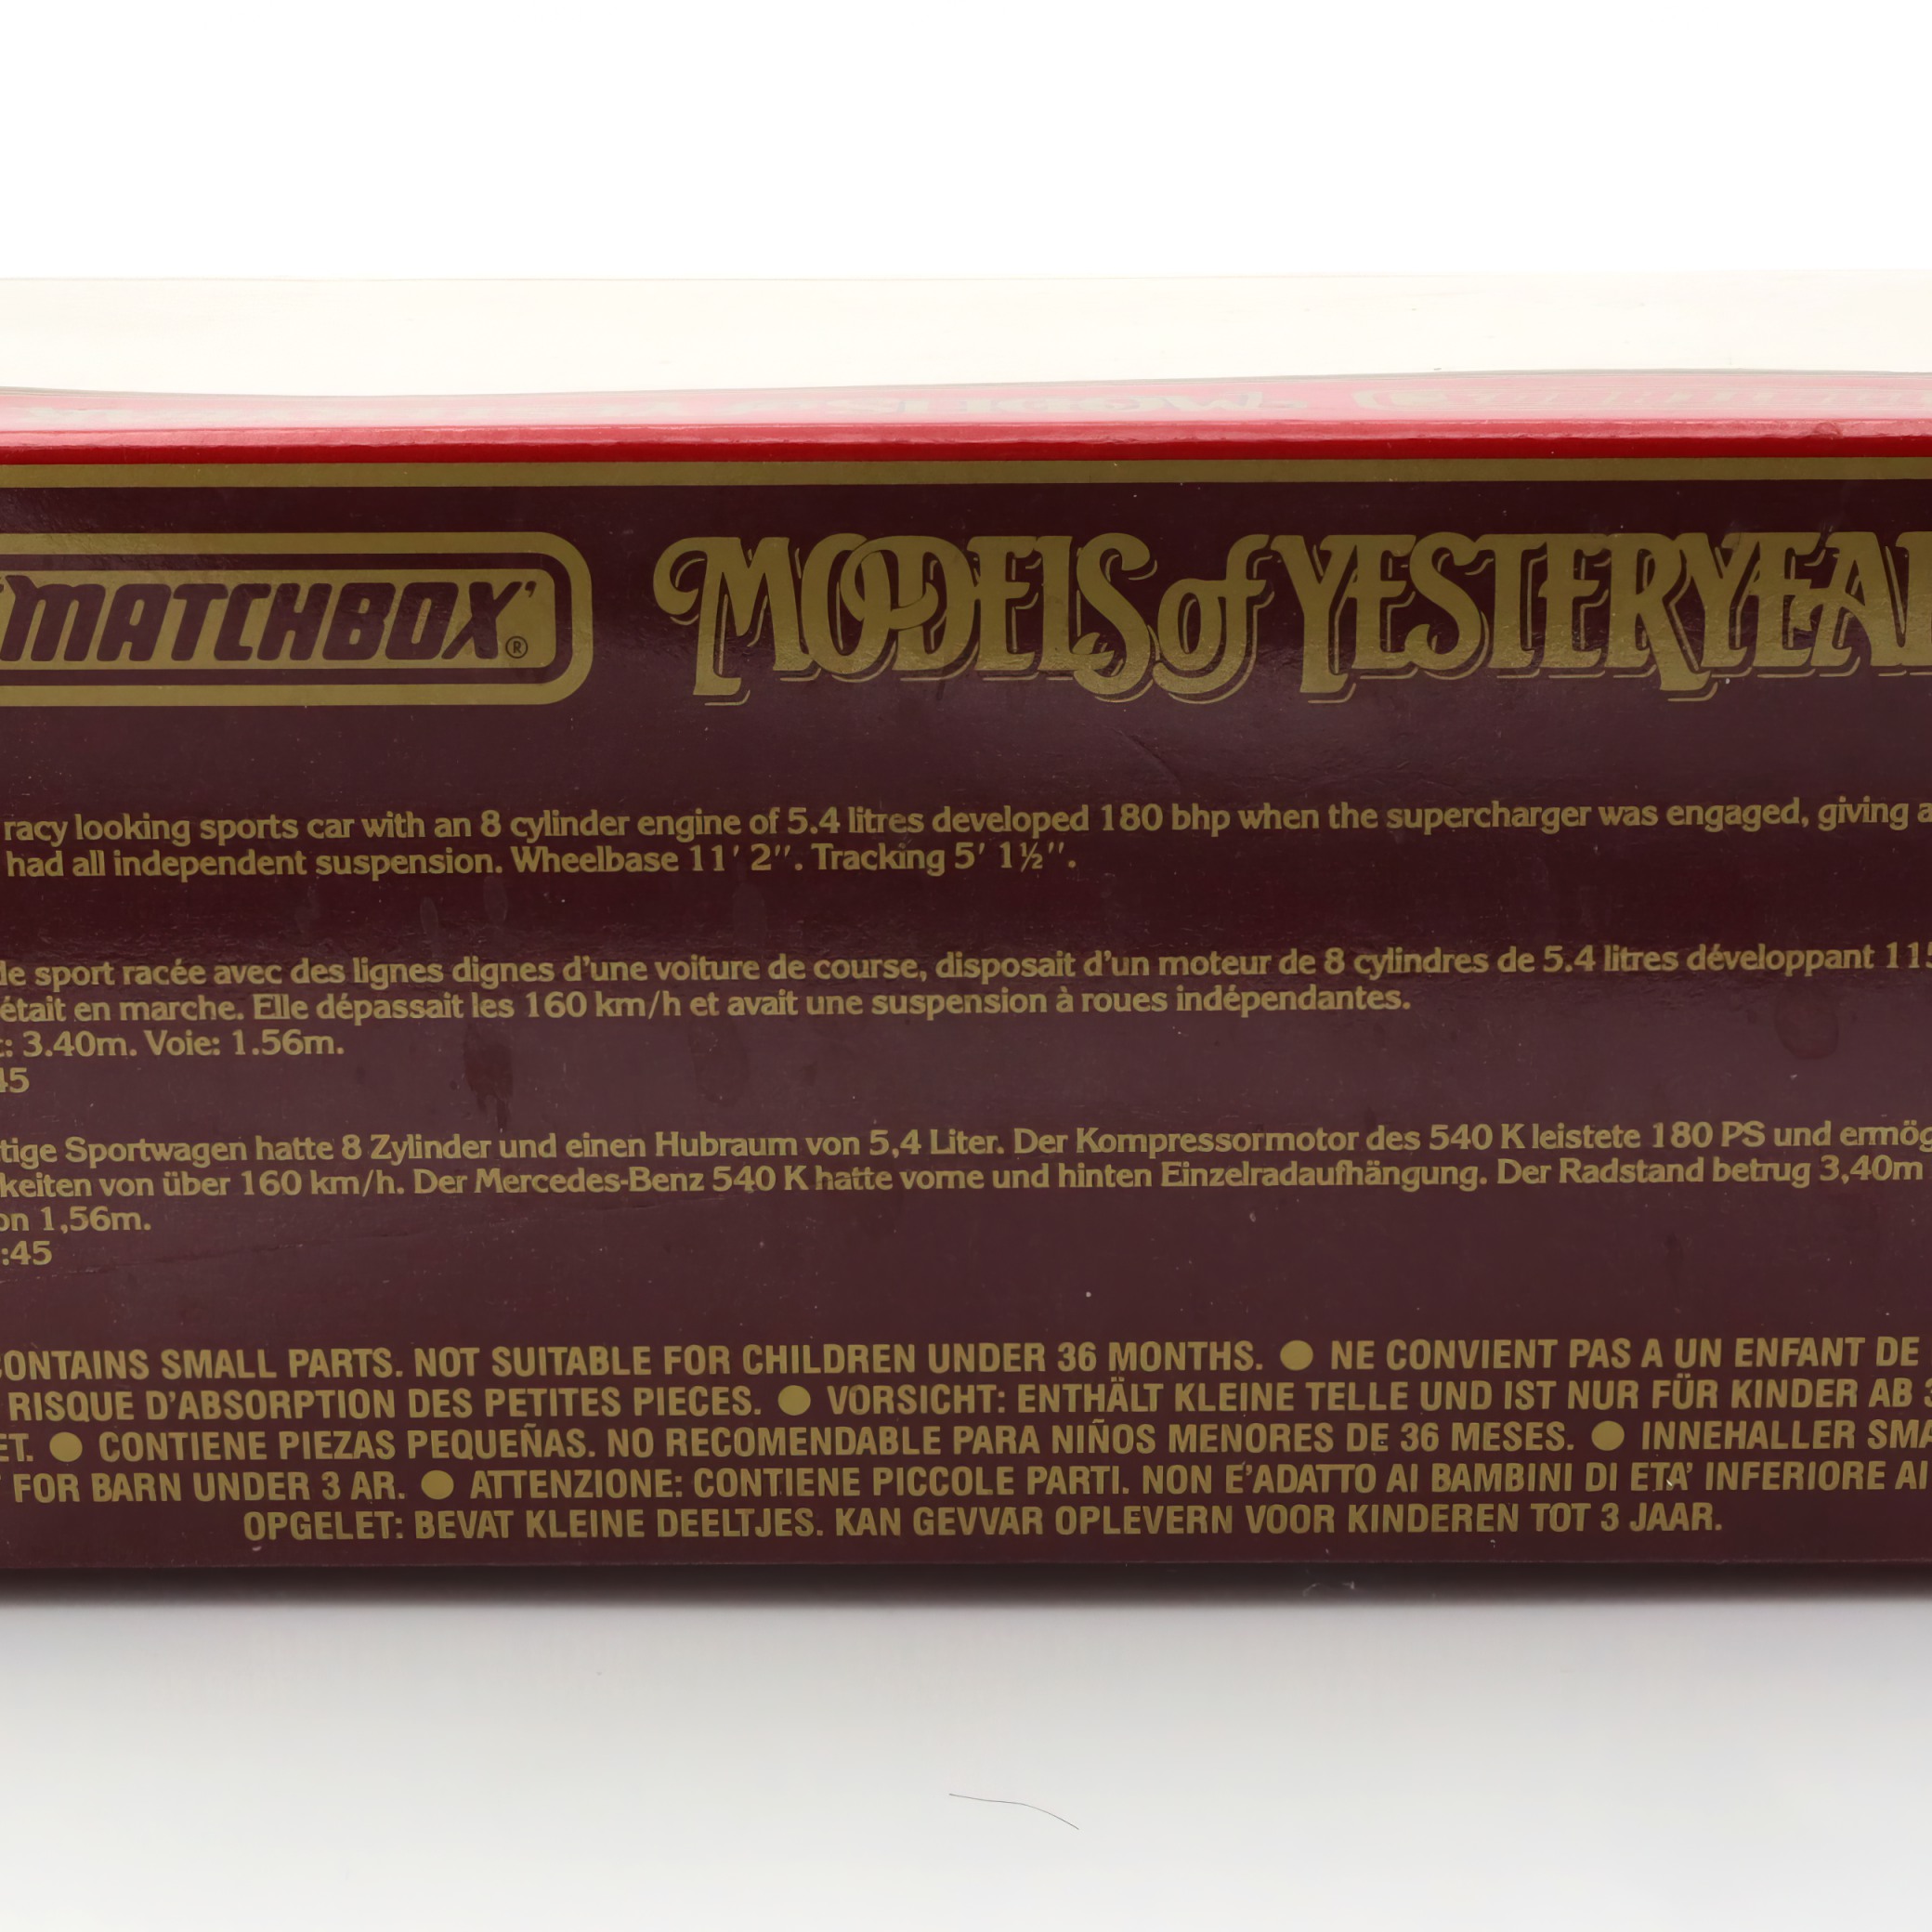 "MATCHBOX"® MODELS of YESTERYEA
racy looking sports car with an 8 cylinder engine of 5.4 litres developed 180 bhp when the supercharger was engaged, giving a
had all independent suspension. Wheelbase 11' 2". Tracking 5' 1½".
de sport racée avec des lignes dignes d'une voiture de course, disposait d'un moteur de 8 cylindres de 5.4 litres développant 115
était en marche. Elle dépassait les 160 km/h et avait une suspension à roues indépendantes.
: 3.40m. Voie: 1.56m.
45
tige Sportwagen hatte 8 Zylinder und einen Hubraum von 5,4 Liter. Der Kompressormotor des 540 K leistete 180 PS und ermög
keiten von über 160 km/h. Der Mercedes-Benz 540 K hatte vorne und hinten Einzelradaufhängung. Der Radstand betrug 3,40m
on 1,56m.
:45
CONTAINS SMALL PARTS. NOT SUITABLE FOR CHILDREN UNDER 36 MONTHS. ● NE CONVIENT PAS A UN ENFANT DE
RISQUE D'ABSORPTION DES PETITES PIECES. ● VORSICHT: ENTHÄLT KLEINE TELLE UND IST NUR FÜR KINDER AB 3
ET. ● CONTIENE PIEZAS PEQUEÑAS. NO RECOMENDABLE PARA NIÑOS MENORES DE 36 MESES. ● INNEHALLER SMA
FOR BARN UNDER 3 AR. ● ATTENZIONE: CONTIENE PICCOLE PARTI. NON E'ADATTO AI BAMBINI DI ETA' INFERIORE AI
OPGELET: BEVAT KLEINE DEELTJES. KAN GEVVAR OPLEVERN VOOR KINDEREN TOT 3 JAAR.